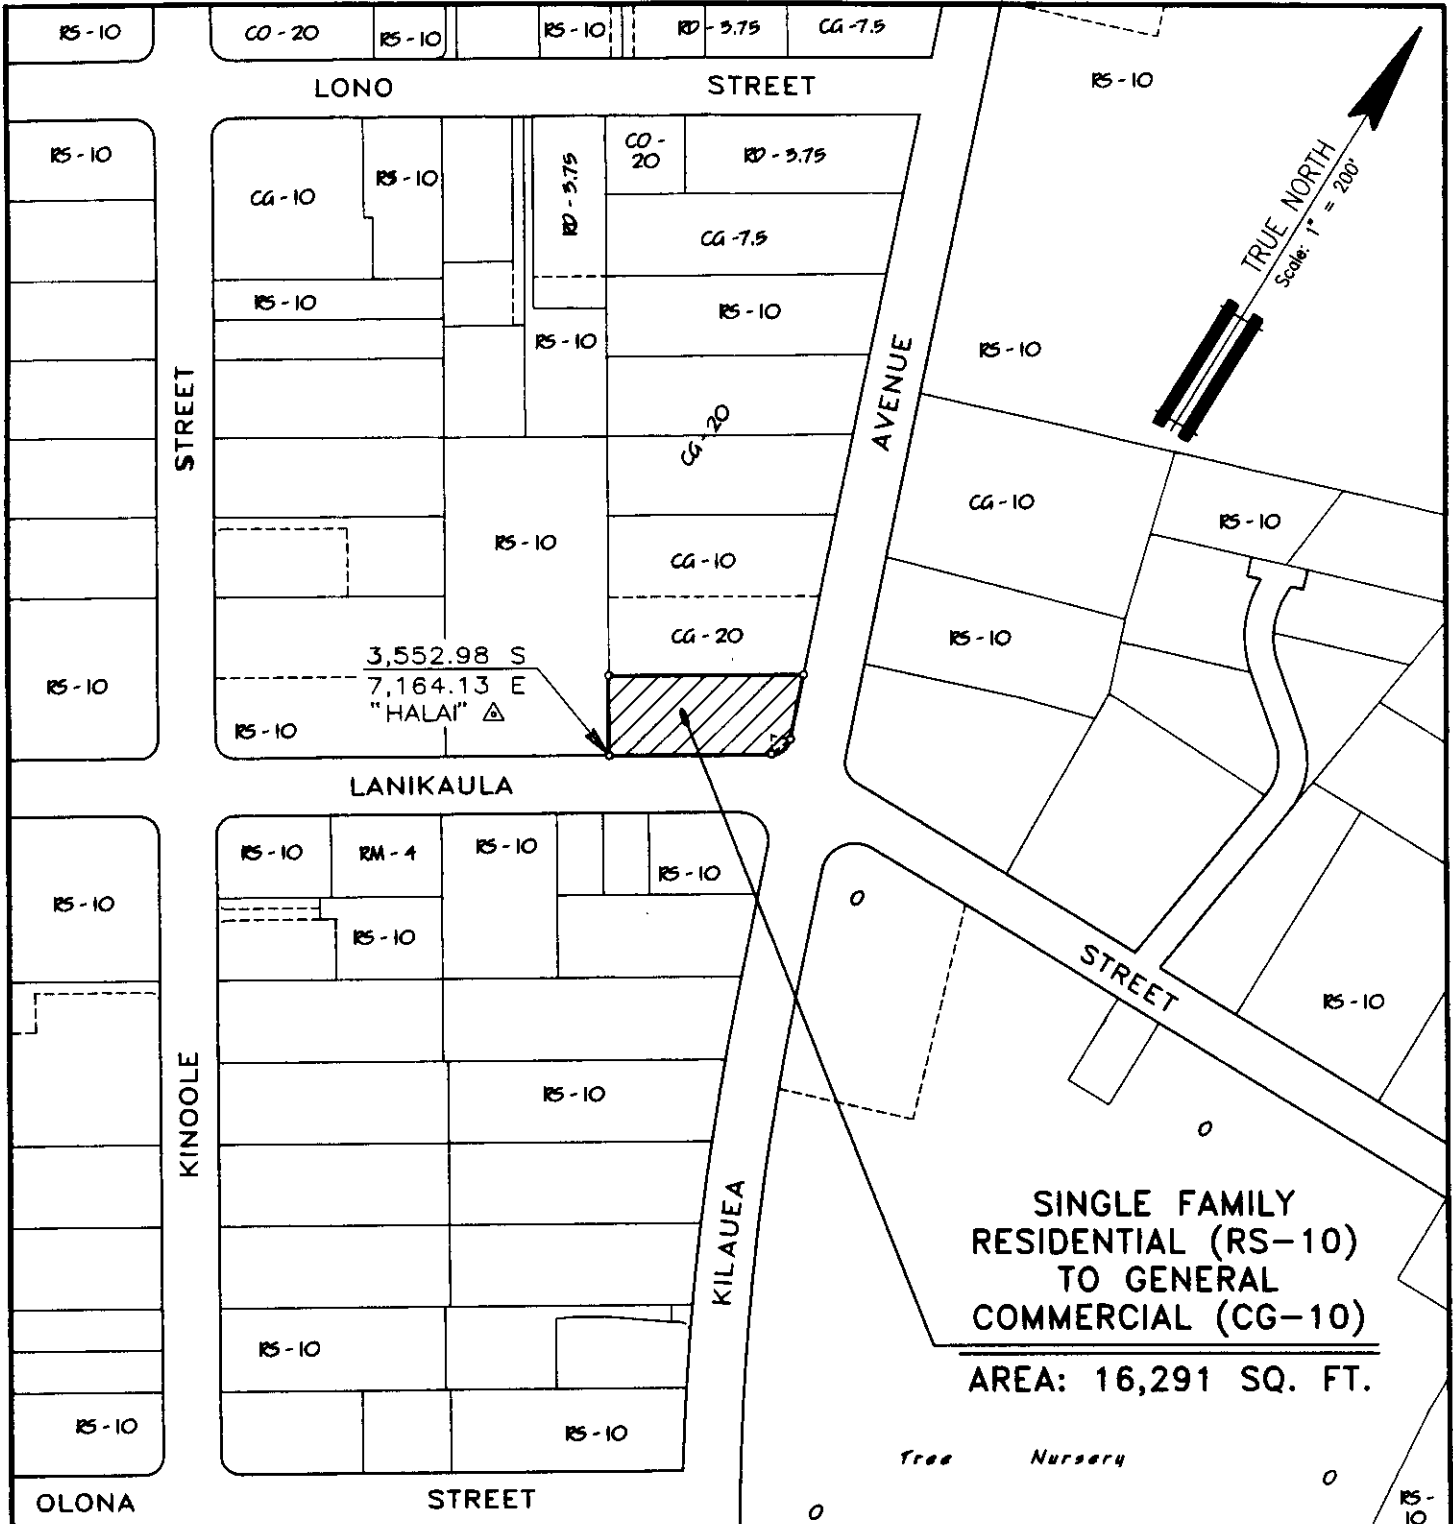 RS-10
CO-20
RS-10
RS-10
RD-3.75
CG-7.5
RS-10
LONO STREET
RS-10
CG-10
RS-10
RD-3.75
CO-
20
RD-3.75
TRUE NORTH
Scale: 1" = 200'
CG-7.5
RS-10
RS-10
RS-10
RS-10
STREET
AVENUE
CG-20
CG-10
RS-10
RS-10
CG-10
RS-10
CG-20
3,552.98 S
7,164.13 E
"HALAI"
RS-10
RS-10
LANIKAULA
RS-10
RM-4
RS-10
RS-10
RS-10
O
RS-10
STREET
RS-10
KINOOLE
RS-10
O
KILAUEA
SINGLE FAMILY
RESIDENTIAL (RS-10)
TO GENERAL
COMMERCIAL (CG-10)
AREA: 16,291 SQ. FT.
RS-10
RS-10
RS-10
Tree Nursery
O
O
RS-
10
OLONA STREET